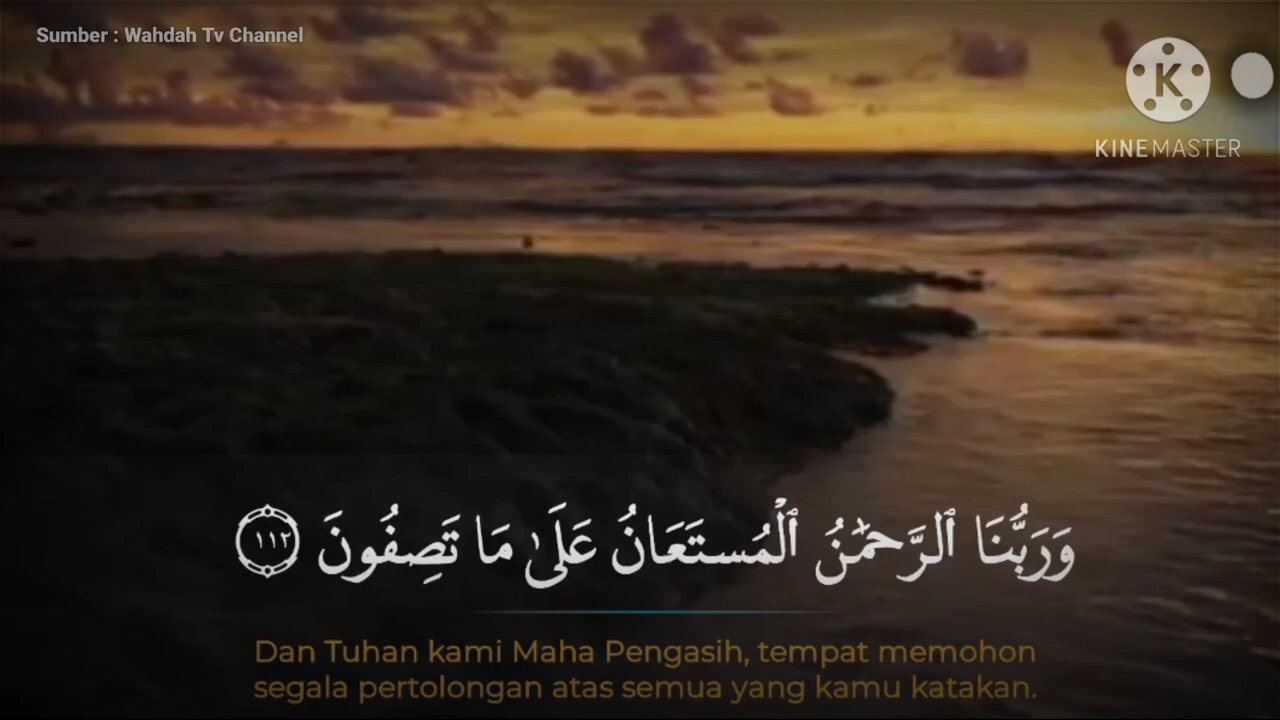 Sumber : Wahdah Tv Channel
K
KINEMASTER
وَرَبُّنَا ٱلرَّحْمَٰنُ ٱلْمُسْتَعَانُ عَلَىٰ مَا تَصِفُونَ ١١٢
Dan Tuhan kami Maha Pengasih, tempat memohon
segala pertolongan atas semua yang kamu katakan.